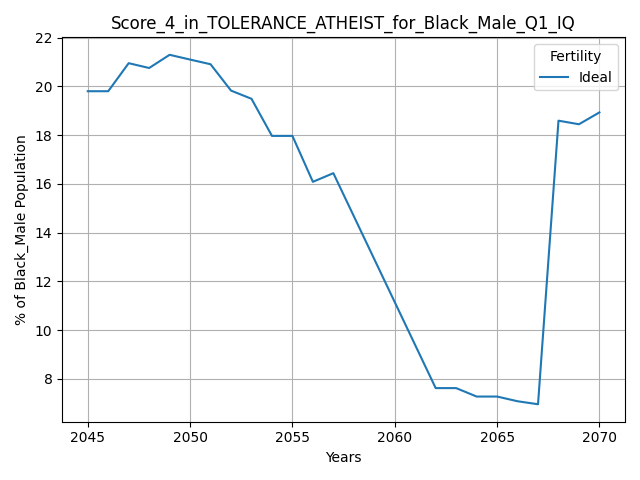 Score_4_in_TOLERANCE_ATHEIST_for_Black_Male_Q1_IQ
22
20
18
16
14
12
10
8
% of Black_Male Population
Fertility
Ideal
2045 2050 2055 2060 2065 2070
Years